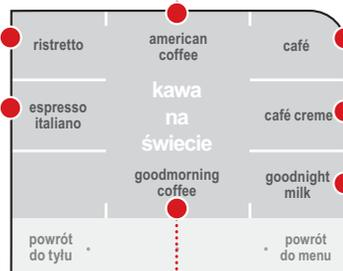 ristretto
american
coffee
café
kawa
na
świecie
espresso
italiano
café creme
goodmorning
coffee
goodnight
milk
powrót
do tyłu
powrót
do menu